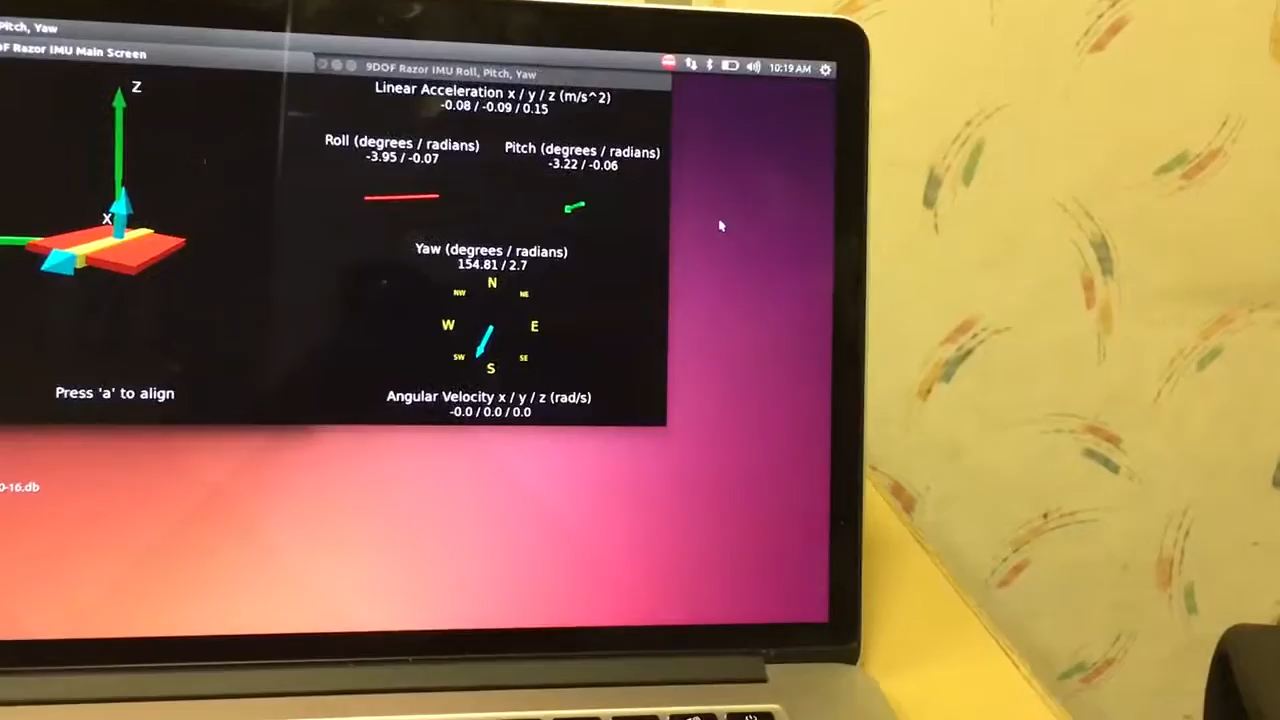 Pitch, Yaw
DF Razor IMU Main Screen
10:19 AM
Z
X
Press 'a' to align
9DOF Razor IMU Roll, Pitch, Yaw
Linear Acceleration x / y / z (m/s^2)
-0.08 / -0.09 / 0.15
Roll (degrees / radians)
-3.95 / -0.07
Pitch (degrees / radians)
-3.22 / -0.06
Yaw (degrees / radians)
154.81 / 2.7
N
NW NE
W E
SW SE
S
Angular Velocity x / y / z (rad/s)
-0.0 / 0.0 / 0.0
0-16.db